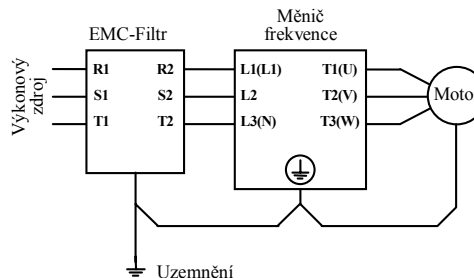 EMC-Filtr
Měnič
frekvence
Výkonový
zdroj
R1 R2 L1(L1) T1(U)
S1 S2 L2 T2(V)
T1 T2 L3(N) T3(W)
Moto
Uzemnění